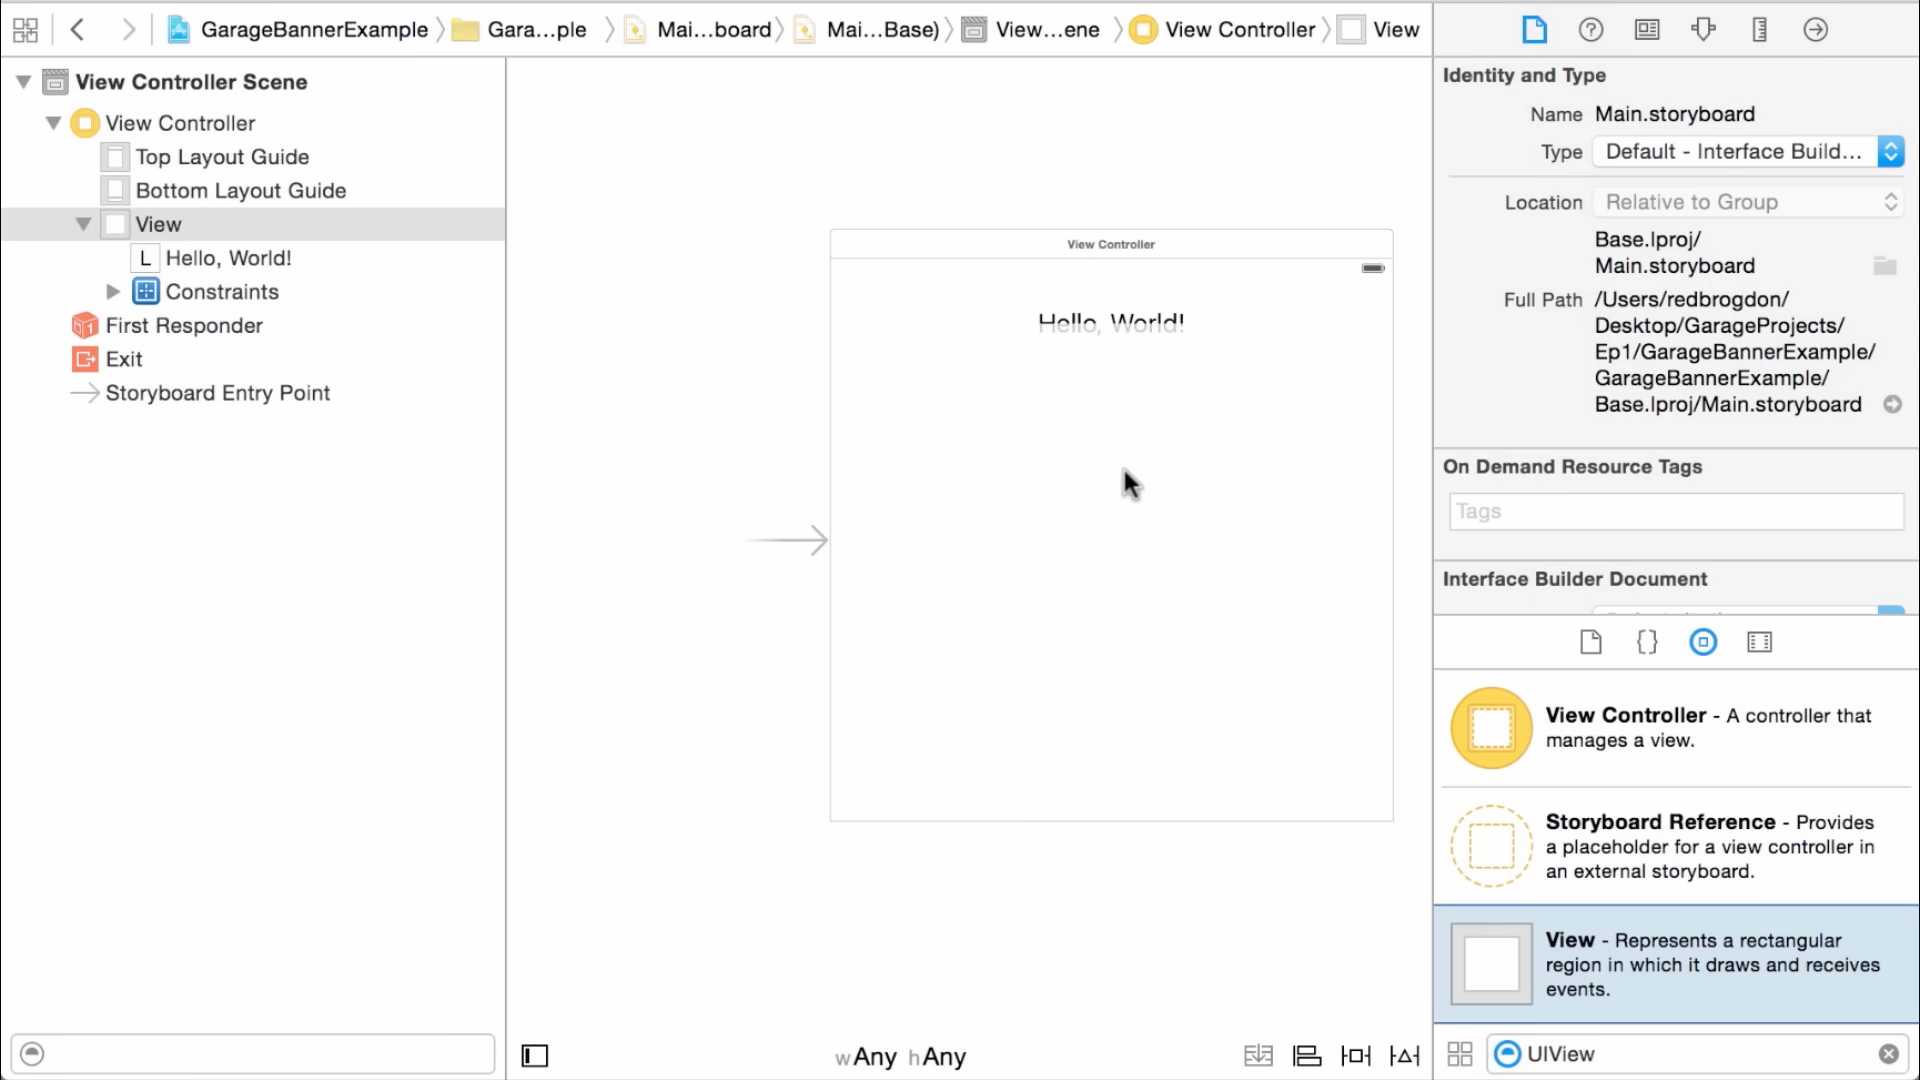 GarageBannerExample Gara...ple Mai...board Mai...Base) View...ene View Controller View
View Controller Scene
View Controller
Top Layout Guide
Bottom Layout Guide
View
L Hello, World!
Constraints
First Responder
Exit
Storyboard Entry Point
View Controller
Hello, World!
wAny hAny
Identity and Type
Name Main.storyboard
Type Default - Interface Build...
Location Relative to Group
Base.lproj/
Main.storyboard
Full Path /Users/redbrogdon/
Desktop/GarageProjects/
Ep1/GarageBannerExample/
GarageBannerExample/
Base.lproj/Main.storyboard
On Demand Resource Tags
Tags
Interface Builder Document
View Controller - A controller that
manages a view.
Storyboard Reference - Provides
a placeholder for a view controller in
an external storyboard.
View - Represents a rectangular
region in which it draws and receives
events.
UIView